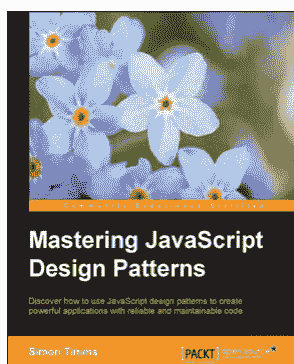 Mastering JavaScript
Design Patterns
Discover how to use JavaScript design patterns to create
powerful applications with reliable and maintainable code
Simon Timms
[PACKT]